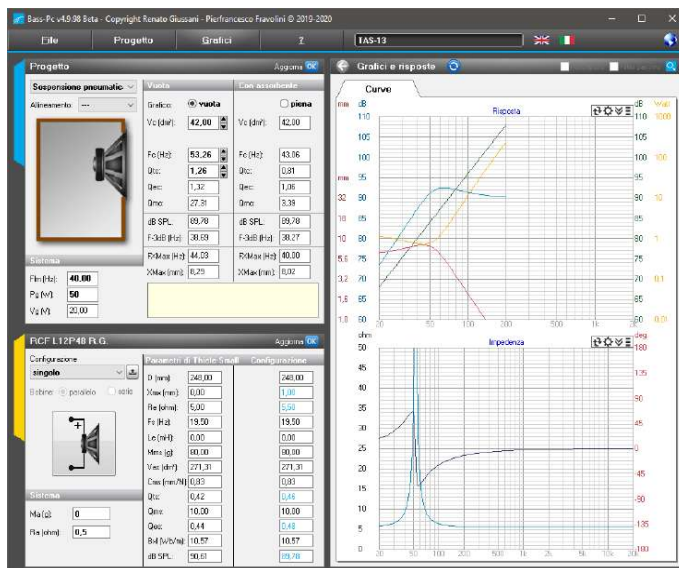 Bass-Pc v4.9.98 Beta - Copyright Renato Giussani - Pierfrancesco Fravolini © 2019-2020
File Progetto Grafici ? TAS-13
Progetto Aggiorna OK
Sospensione pneumatic
Alineamento: ---
Vuoto Con assorbente
Grafico: vuota piena
Vc (dm³): 42,00 Vc (dm³): 42,00
Fc (Hz): 53,26 Fc (Hz): 43,06
Qtc: 1,26 Qtc: 0,81
Qec: 1,32 Qec: 1,06
Qmc: 27,31 Qmc: 3,39
dB SPL: 89,78 dB SPL: 89,78
F-3dB (Hz): 38,69 F-3dB (Hz): 38,27
FXMax (Hz): 44,03 FXMax (Hz): 40,00
XMax (mm): 8,25 XMax (mm): 8,02
Sistema
Flm (Hz): 40,00
Pg (W): 50
Vg (V): 20,00
RCF L12P48 R.G. Aggiorna OK
Configurazione
singolo
Bobine: parallelo serie
Parametri di Thiele-Small Configurazione
D (mm) 248,00 248,00
Xmax (mm): 0,00 1,00
Re (ohm): 5,00 5,50
Fs (Hz): 19,50 19,50
Le (mH): 0,00 0,00
Mms (g): 80,00 80,00
Vas (dm³): 271,31 271,31
Cms (mm/N) 0,83 0,83
Qts: 0,42 0,46
Qms: 10,00 10,00
Qes: 0,44 0,48
Bxl (Wb/m): 10.57 10.57
dB SPL: 90,61 89,78
Sistema
Ma (g): 0
Ra (ohm): 0,5
Grafici e risposte
Curve
mm dB Risposta dB Watt
110 110 1000
105 105
100 100 100
mm 95 95
32 90 90 10
18 85 85
10 80 80 1
5.6 75 75
3.2 70 70 0.1
1.8 65 65
1.0 60 60 0.01
20 50 100 200 500 1k 2k
ohm Impedenza deg
50 180
45 135
40 90
35 45
30
25 0
20 45
15 -90
10
5 -135
0 -180
20 50 100 200 500 1k 2k 5k 10k 20k